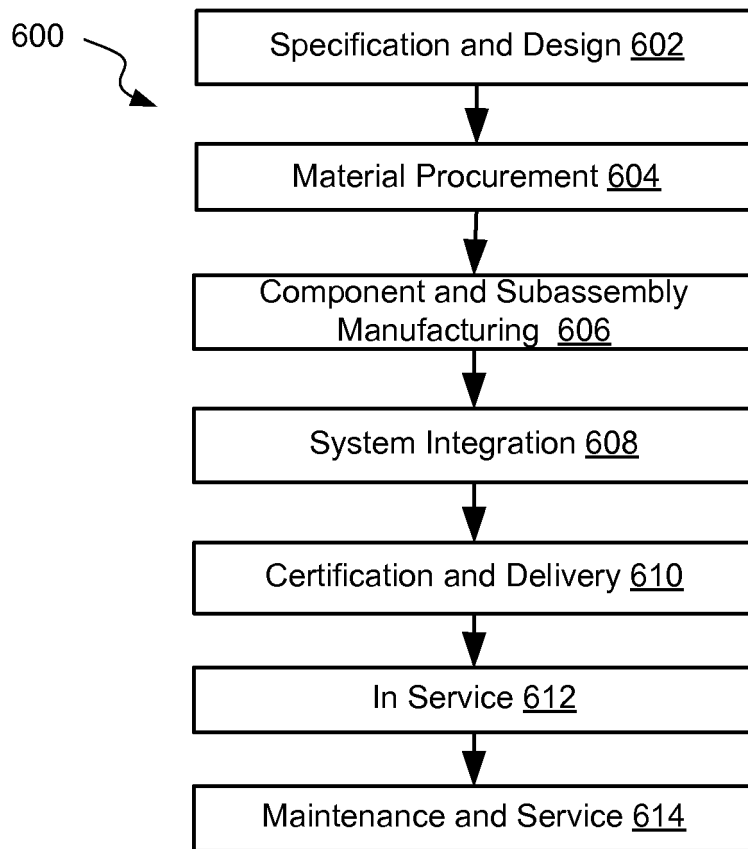 600
Specification and Design 602
Material Procurement 604
Component and Subassembly
Manufacturing 606
System Integration 608
Certification and Delivery 610
In Service 612
Maintenance and Service 614